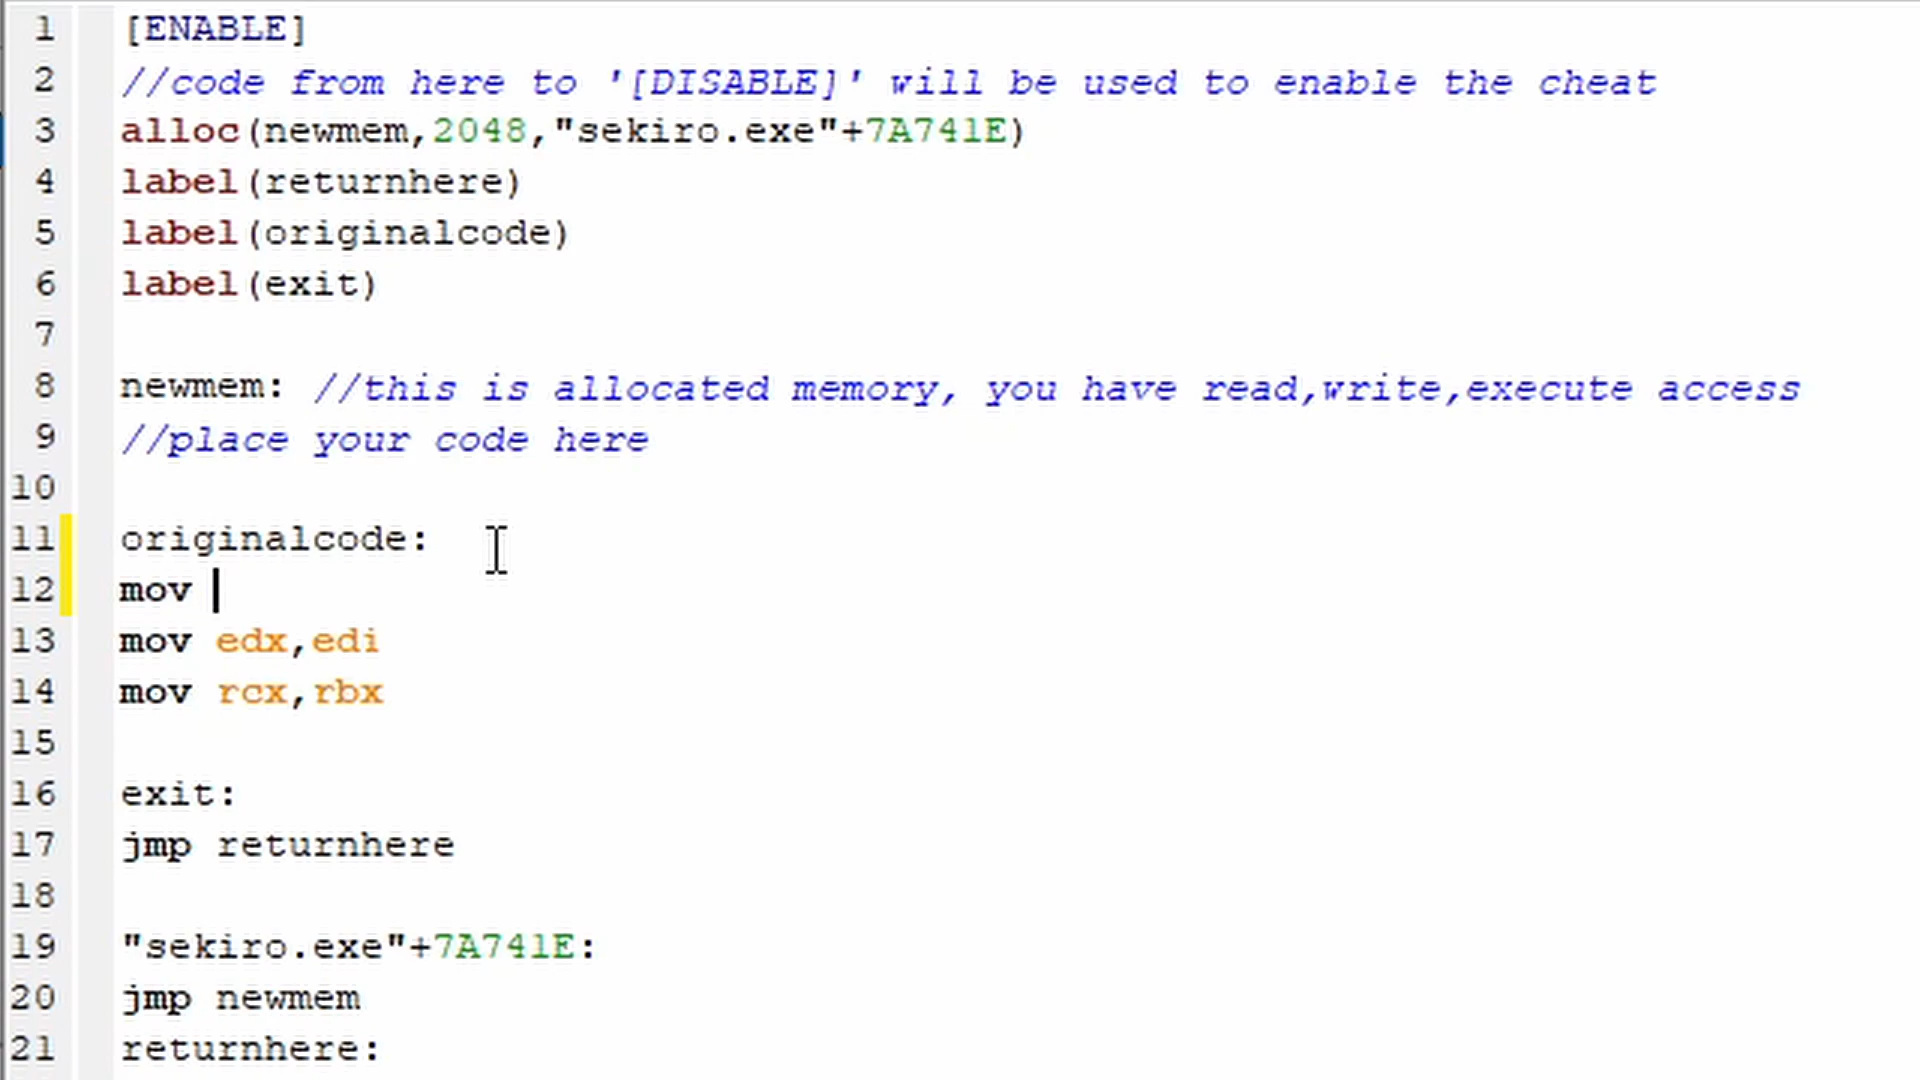 1 [ENABLE]
2 //code from here to '[DISABLE]' will be used to enable the cheat
3 alloc(newmem,2048,"sekiro.exe"+7A741E)
4 label(returnhere)
5 label(originalcode)
6 label(exit)
7
8 newmem: //this is allocated memory, you have read,write,execute access
9 //place your code here
10
11 originalcode:
12 mov
13 mov edx,edi
14 mov rcx,rbx
15
16 exit:
17 jmp returnhere
18
19 "sekiro.exe"+7A741E:
20 jmp newmem
21 returnhere: